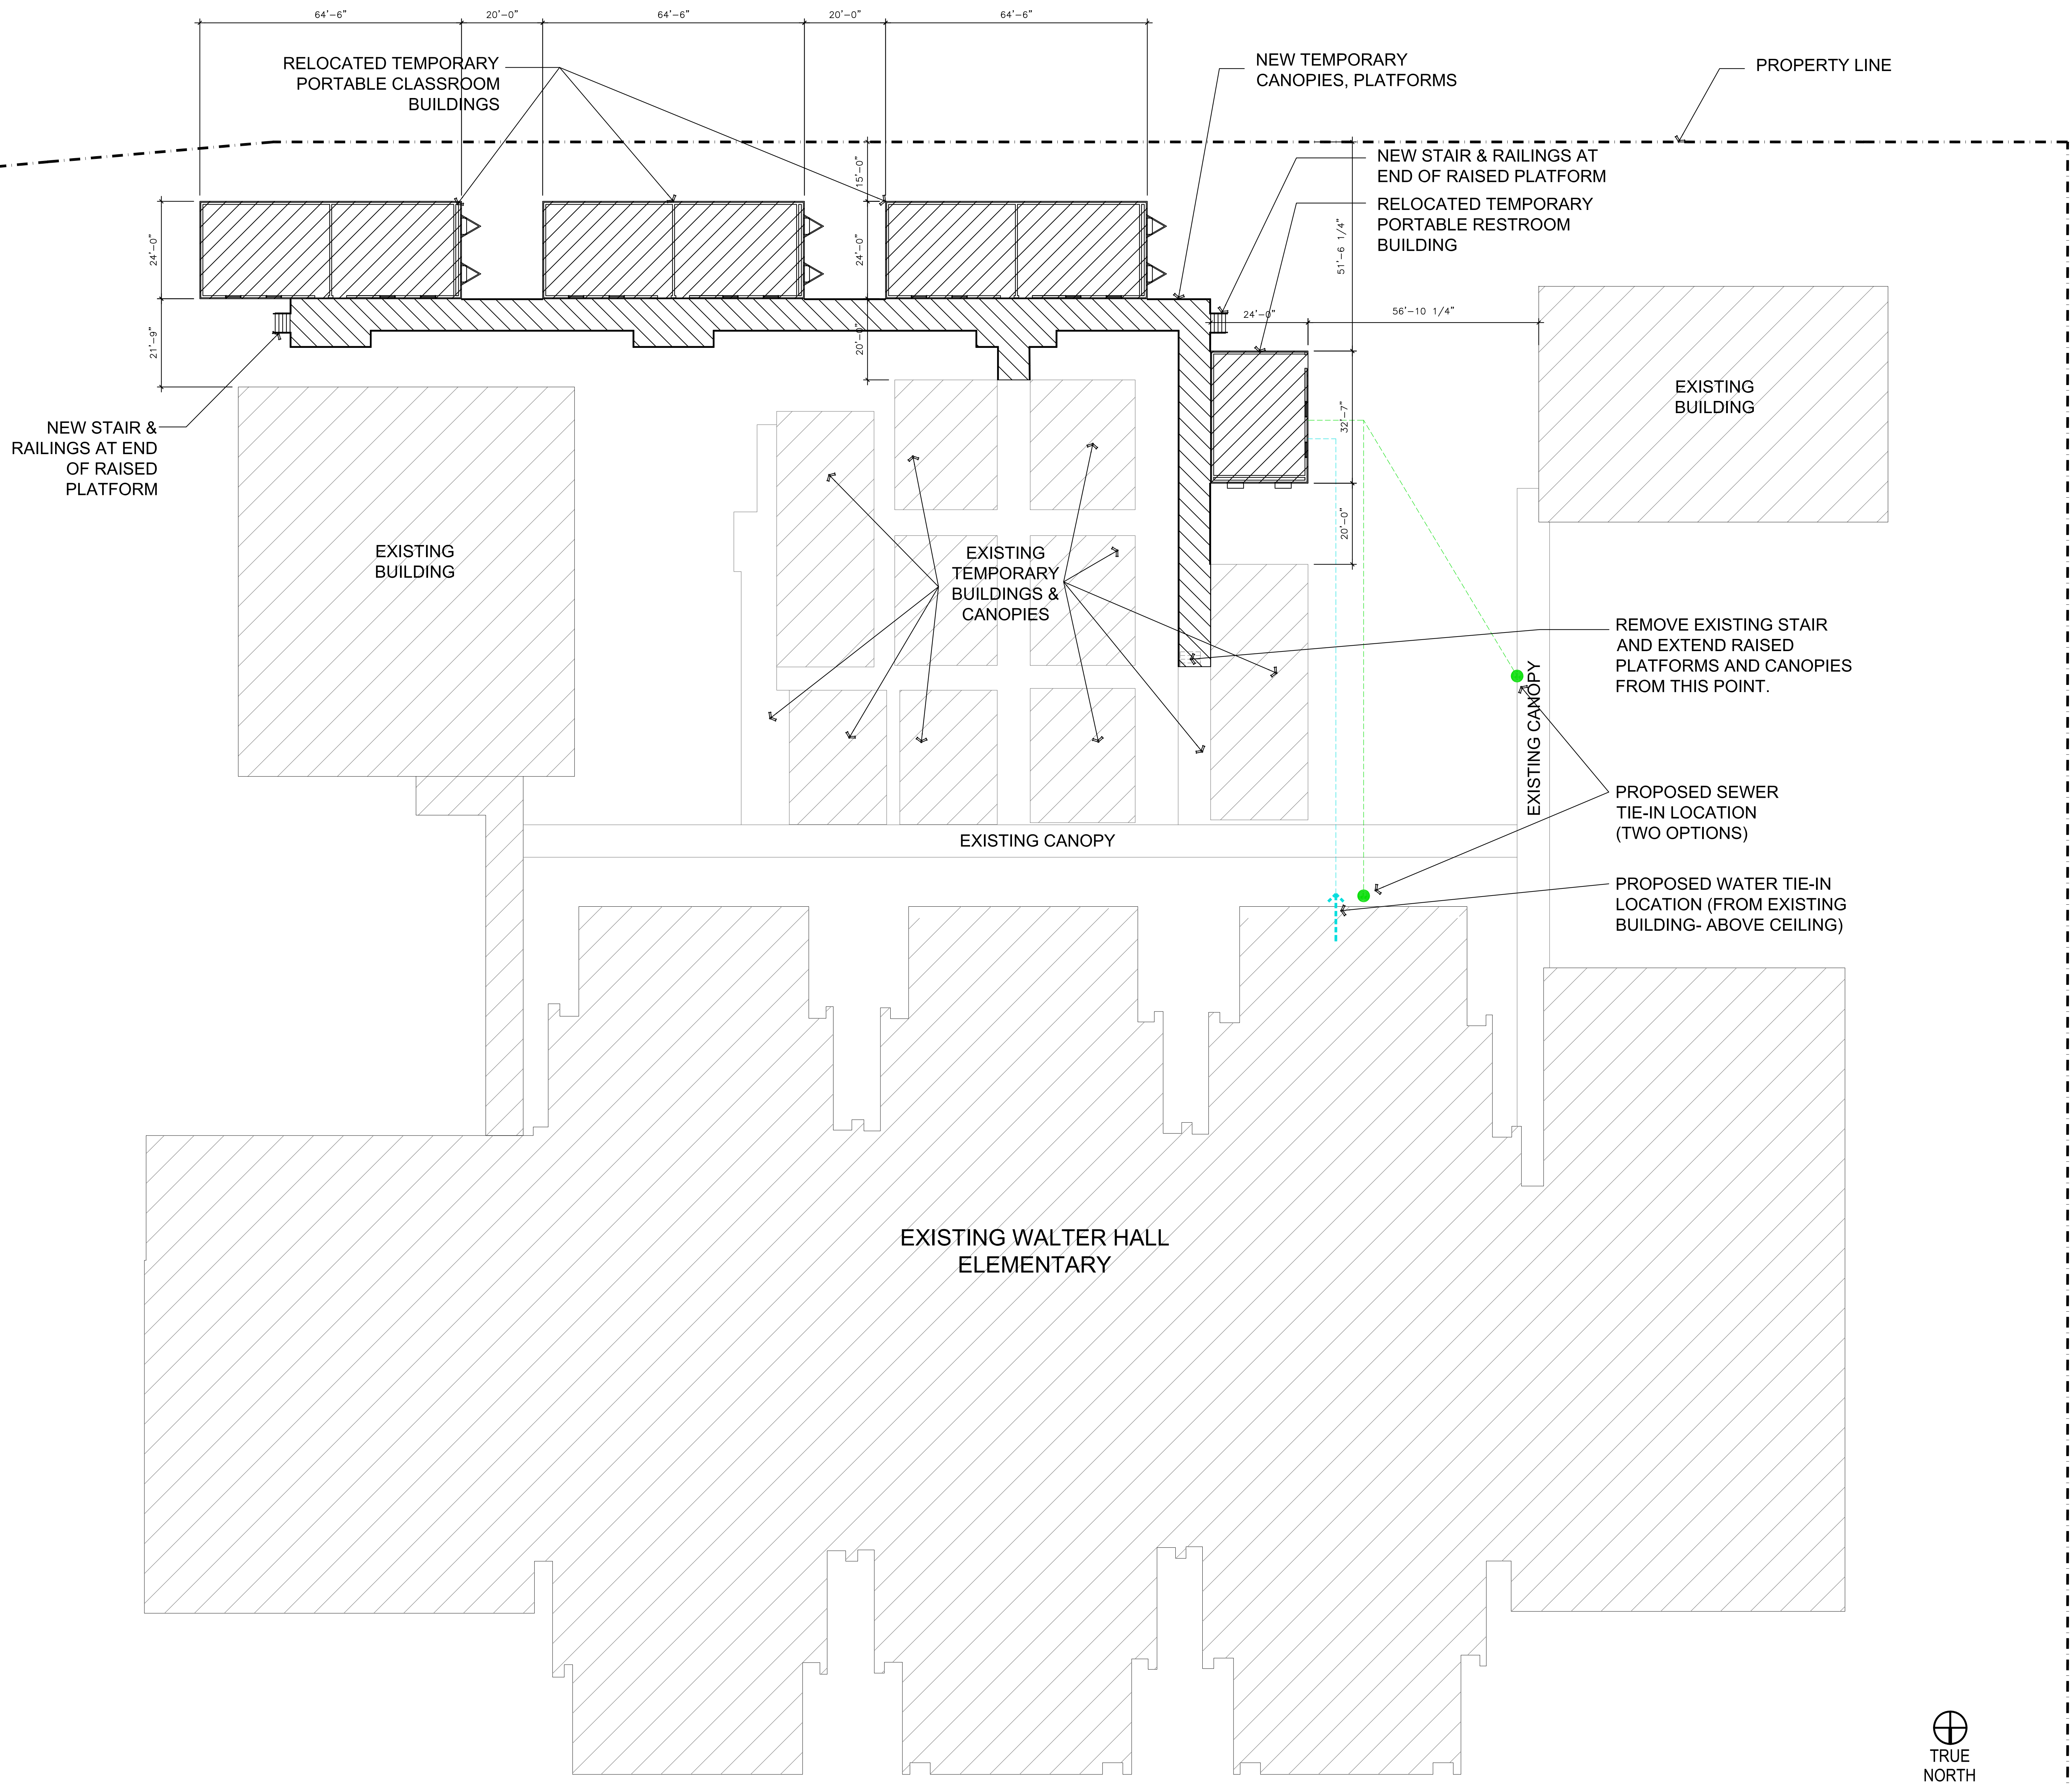 64'-6"
20'-0"
64'-6"
20'-0"
64'-6"
RELOCATED TEMPORARY
PORTABLE CLASSROOM
BUILDINGS
NEW TEMPORARY
CANOPIES, PLATFORMS
PROPERTY LINE
15'-0"
NEW STAIR & RAILINGS AT
END OF RAISED PLATFORM
RELOCATED TEMPORARY
PORTABLE RESTROOM
BUILDING
24'-0"
24'-0"
51'-6 1/4"
21'-9"
20'-0"
24'-0"
56'-10 1/4"
EXISTING
BUILDING
32'-7"
NEW STAIR &
RAILINGS AT END
OF RAISED
PLATFORM
20'-0"
EXISTING
BUILDING
EXISTING
TEMPORARY
BUILDINGS &
CANOPIES
REMOVE EXISTING STAIR
AND EXTEND RAISED
PLATFORMS AND CANOPIES
FROM THIS POINT.
EXISTING CANOPY
PROPOSED SEWER
TIE-IN LOCATION
(TWO OPTIONS)
EXISTING CANOPY
PROPOSED WATER TIE-IN
LOCATION (FROM EXISTING
BUILDING- ABOVE CEILING)
EXISTING WALTER HALL
ELEMENTARY
TRUE
NORTH